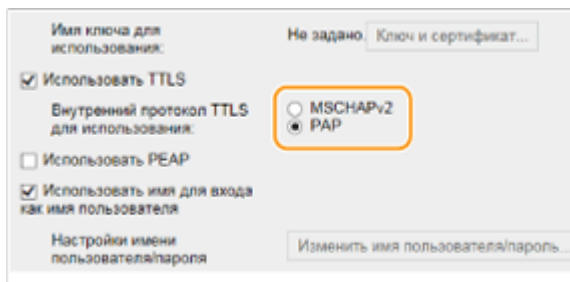 Имя ключа для
использования:
Не задано. Ключ и сертификат...
Использовать TTLS
Внутренний протокол TTLS
для использования:
MSCHAPv2
PAP
Использовать PEAP
Использовать имя для входа
как имя пользователя
Настройки имени
пользователя/пароля
Изменить имя пользователя/пароль...